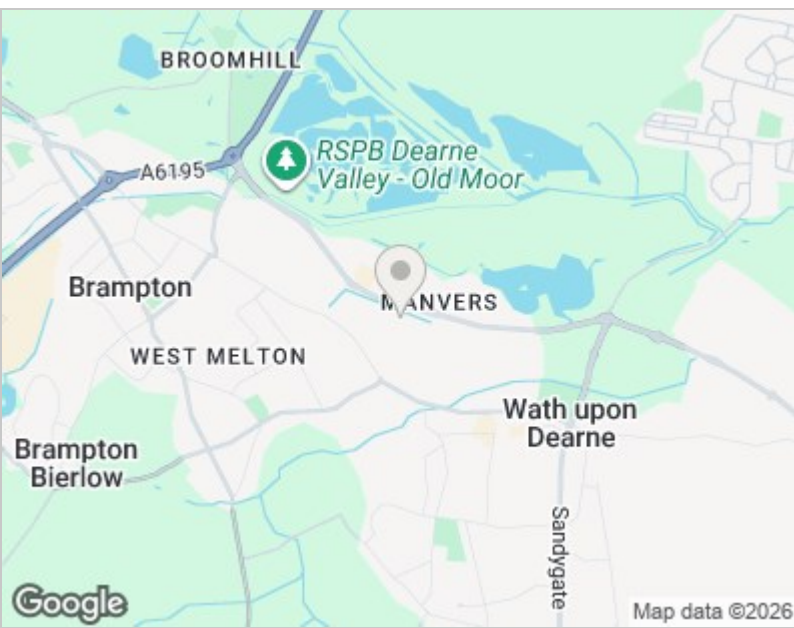 BROOMHILL
RSPB Dearne
Valley - Old Moor
A6195
Brampton
MANVERS
WEST MELTON
Wath upon
Dearne
Brampton
Bierlow
Sandygate
Google
Map data ©2026